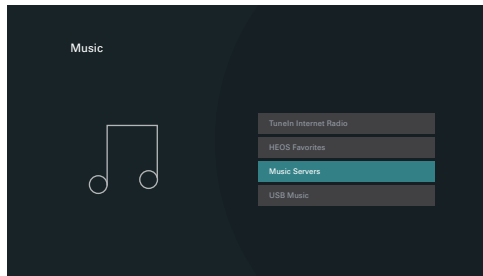 Music
TuneIn Internet Radio
HEOS Favorites
Music Servers
USB Music